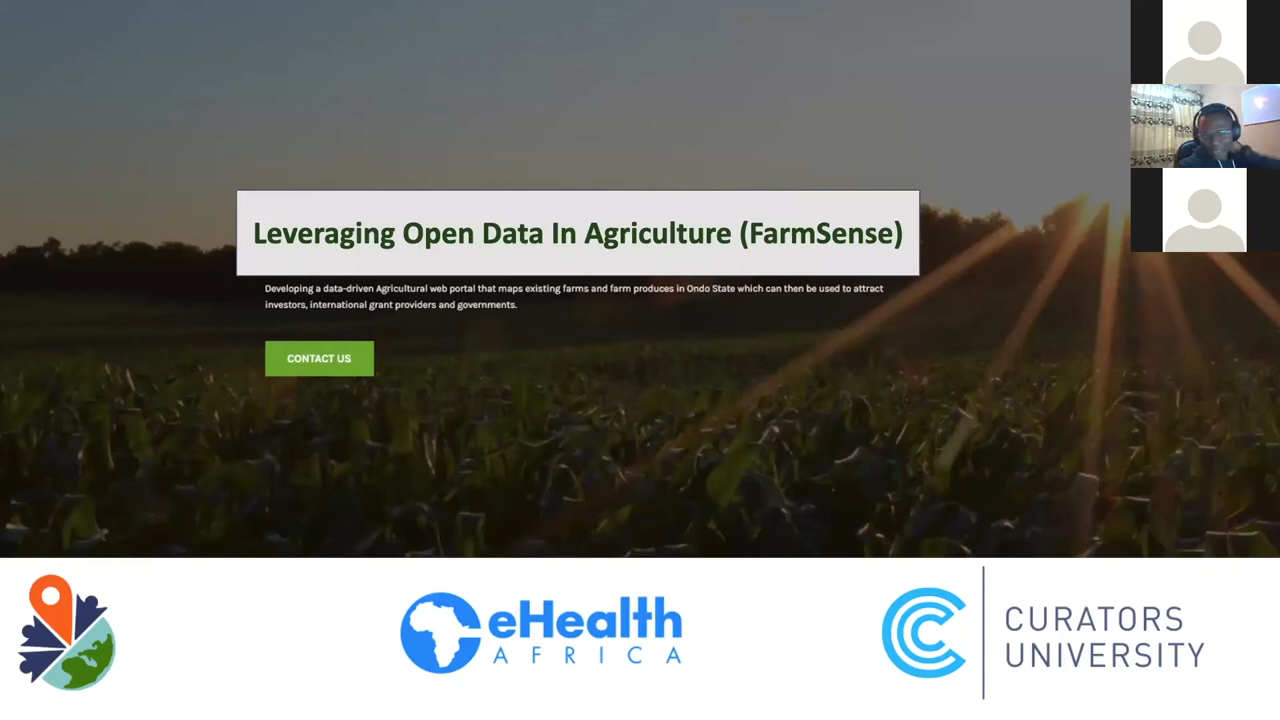 Leveraging Open Data In Agriculture (FarmSense)
Developing a data-driven Agricultural web portal that maps existing farms and farm produces in Ondo State which can then be used to attract
investors, international grant providers and governments.
CONTACT US
eHealth
AFRICA
CURATORS
UNIVERSITY